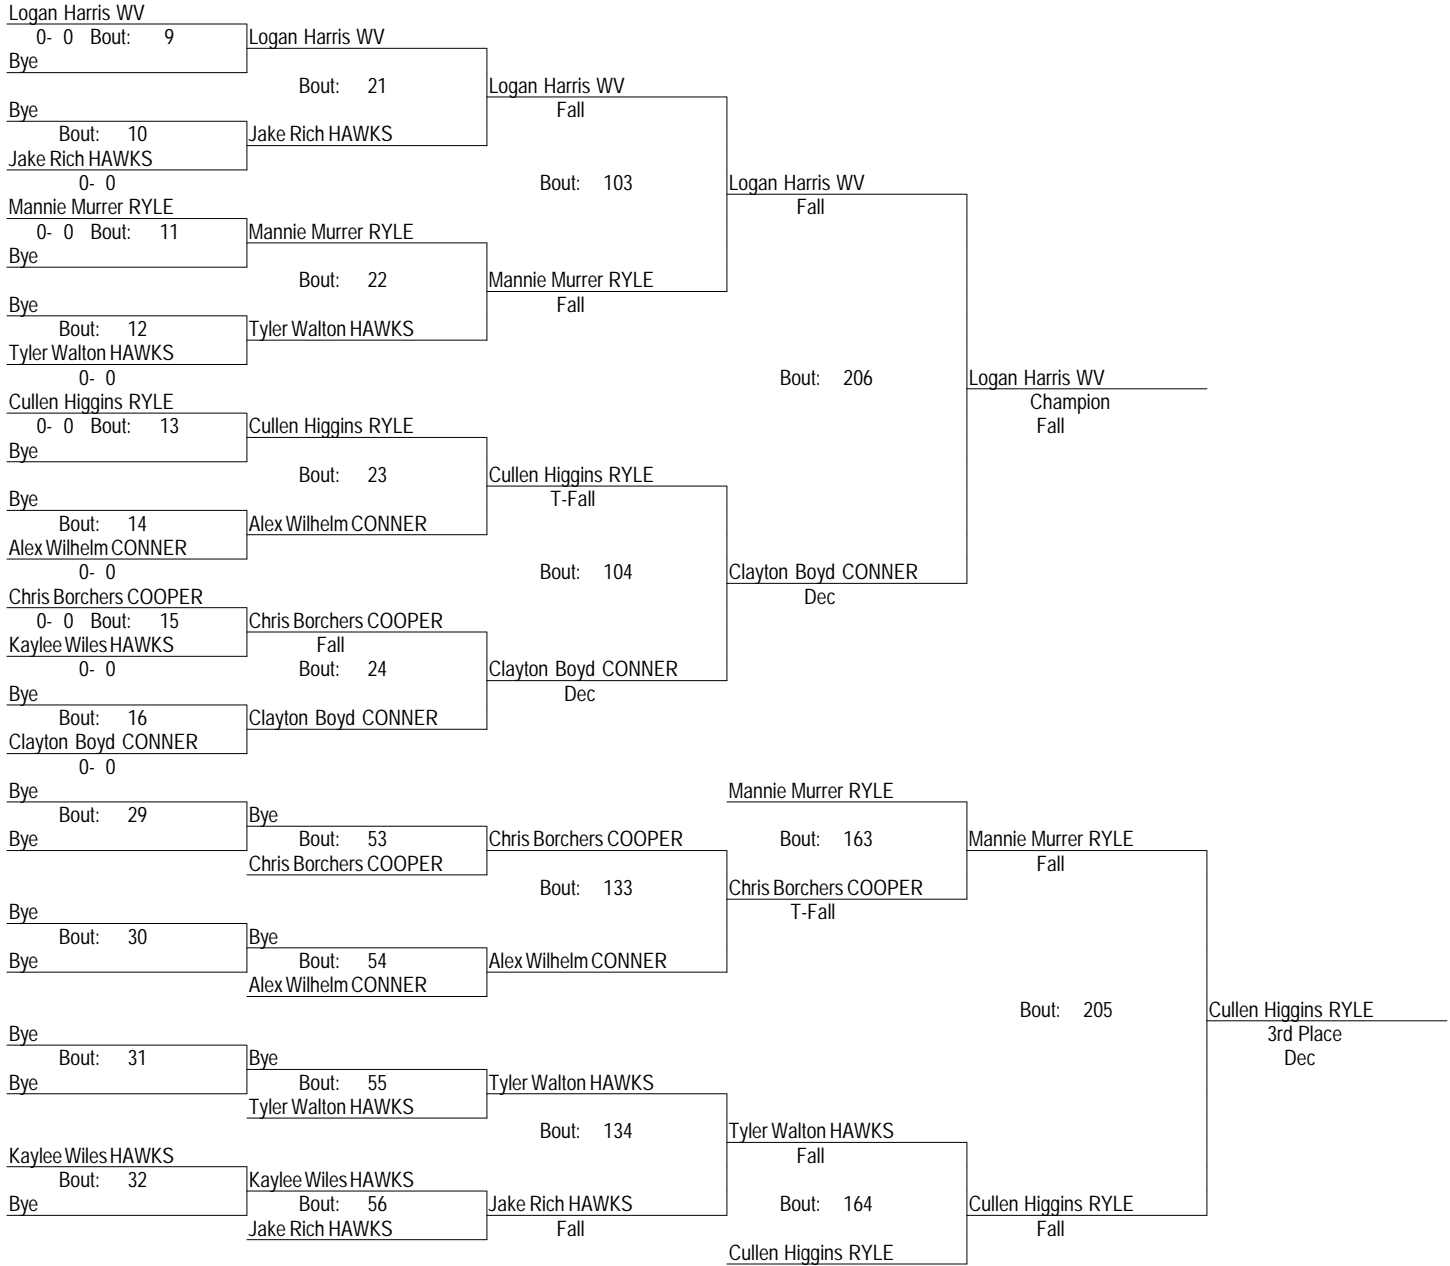 Logan Harris WV
0- 0 Bout: 9 Logan Harris WV
Bye
Bout: 21 Logan Harris WV
Bye Fall
Bout: 10 Jake Rich HAWKS
Jake Rich HAWKS
0- 0 Bout: 103 Logan Harris WV
Mannie Murrer RYLE Fall
0- 0 Bout: 11 Mannie Murrer RYLE
Bye
Bout: 22 Mannie Murrer RYLE
Bye Fall
Bout: 12 Tyler Walton HAWKS
Tyler Walton HAWKS
0- 0 Bout: 206 Logan Harris WV
Cullen Higgins RYLE Champion
0- 0 Bout: 13 Cullen Higgins RYLE Fall
Bye
Bout: 23 Cullen Higgins RYLE
Bye T-Fall
Bout: 14 Alex Wilhelm CONNER
Alex Wilhelm CONNER
0- 0 Bout: 104 Clayton Boyd CONNER
Chris Borchers COOPER Dec
0- 0 Bout: 15 Chris Borchers COOPER
Kaylee Wiles HAWKS Fall
0- 0 Bout: 24 Clayton Boyd CONNER
Bye Dec
Bout: 16 Clayton Boyd CONNER
Clayton Boyd CONNER
0- 0
Bye Mannie Murrer RYLE
Bout: 29 Bye
Bye Bout: 53 Chris Borchers COOPER Bout: 163 Mannie Murrer RYLE
Chris Borchers COOPER Fall
Bout: 133 Chris Borchers COOPER
Bye T-Fall
Bout: 30 Bye
Bye Bout: 54 Alex Wilhelm CONNER
Alex Wilhelm CONNER
Bout: 205 Cullen Higgins RYLE
Bye 3rd Place
Bout: 31 Bye Dec
Bye Bout: 55 Tyler Walton HAWKS
Tyler Walton HAWKS
Bout: 134 Tyler Walton HAWKS
Kaylee Wiles HAWKS Fall
Bout: 32 Kaylee Wiles HAWKS
Bye Bout: 56 Jake Rich HAWKS Bout: 164 Cullen Higgins RYLE
Jake Rich HAWKS Fall Fall
Cullen Higgins RYLE